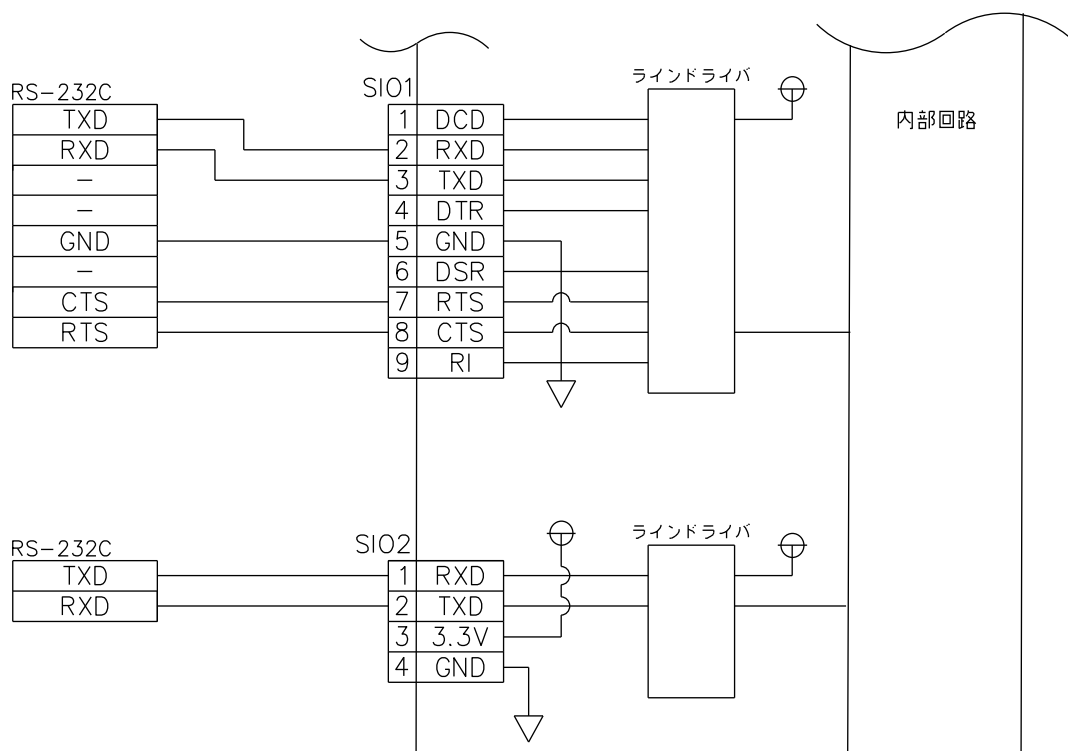 RS-232C
TXD
RXD
-
-
GND
-
CTS
RTS
SIO1
1 DCD
2 RXD
3 TXD
4 DTR
5 GND
6 DSR
7 RTS
8 CTS
9 RI
ラインドライバ
内部回路
RS-232C
TXD
RXD
SIO2
1 RXD
2 TXD
3 3.3V
4 GND
ラインドライバ